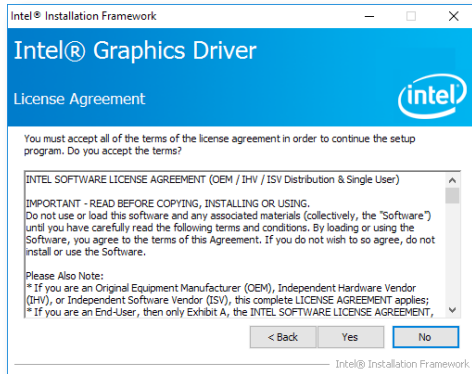 Intel® Installation Framework
Intel® Graphics Driver
License Agreement
intel
You must accept all of the terms of the license agreement in order to continue the setup
program. Do you accept the terms?
INTEL SOFTWARE LICENSE AGREEMENT (OEM / IHV / ISV Distribution & Single User)
IMPORTANT - READ BEFORE COPYING, INSTALLING OR USING.
Do not use or load this software and any associated materials (collectively, the "Software")
until you have carefully read the following terms and conditions. By loading or using the
Software, you agree to the terms of this Agreement. If you do not wish to so agree, do not
install or use the Software.
Please Also Note:
* If you are an Original Equipment Manufacturer (OEM), Independent Hardware Vendor
(IHV), or Independent Software Vendor (ISV), this complete LICENSE AGREEMENT applies;
* If you are an End-User, then only Exhibit A, the INTEL SOFTWARE LICENSE AGREEMENT,
< Back Yes No
Intel® Installation Framework